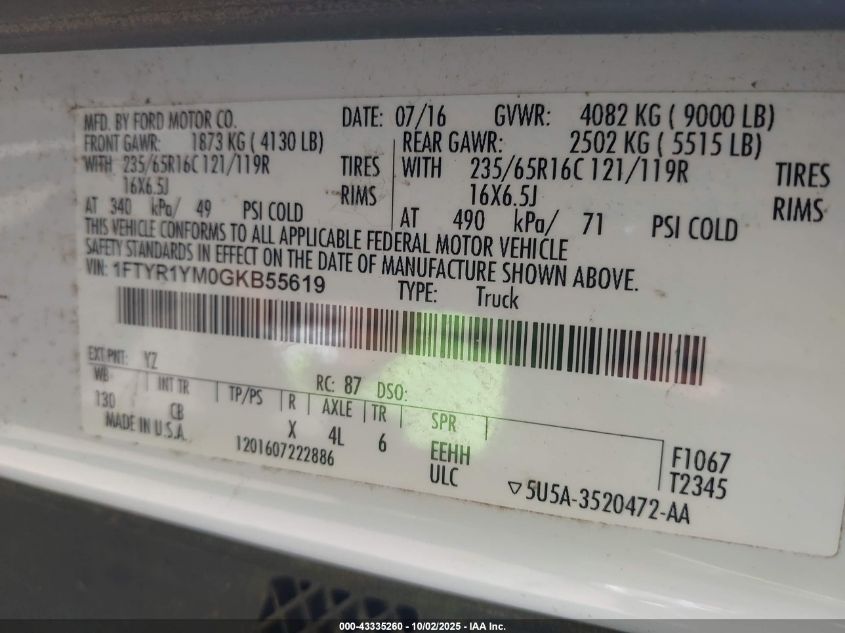 MFD. BY FORD MOTOR CO. DATE: 07/16 GVWR: 4082 KG ( 9000 LB)
FRONT GAWR: 1873 KG ( 4130 LB) REAR GAWR: 2502 KG ( 5515 LB)
WITH 235/65R16C 121/119R TIRES WITH 235/65R16C 121/119R TIRES
16X6.5J RIMS 16X6.5J RIMS
AT 340 kPa/ 49 PSI COLD AT 490 kPa/ 71 PSI COLD
THIS VEHICLE CONFORMS TO ALL APPLICABLE FEDERAL MOTOR VEHICLE
SAFETY STANDARDS IN EFFECT ON THE DATE OF MANUFACTURE SHOWN ABOVE.
VIN: 1FTYR1YM0GKB55619 TYPE: Truck
EXT PNT: YZ RC: 87 DSO:
WB INT TR TP/PS R AXLE TR SPR
130 CB X 4L 6 EEHH F1067
MADE IN U.S.A. 1201607222886 ULC T2345
▽5U5A-3520472-AA
000-43335260 - 10/02/2025 - IAA Inc.